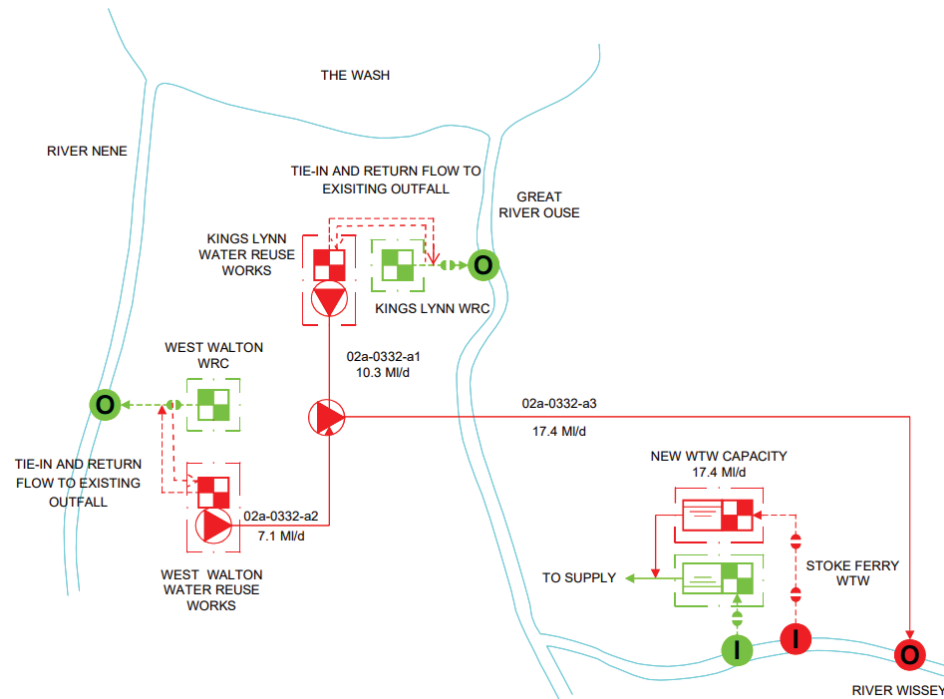 THE WASH
RIVER NENE
TIE-IN AND RETURN FLOW TO
EXISITING OUTFALL
GREAT
RIVER OUSE
KINGS LYNN
WATER REUSE
WORKS
O
KINGS LYNN WRC
WEST WALTON
WRC
02a-0332-a1
10.3 Ml/d
O
02a-0332-a3
17.4 Ml/d
TIE-IN AND RETURN
FLOW TO EXISTING
OUTFALL
NEW WTW CAPACITY
17.4 Ml/d
02a-0332-a2
7.1 Ml/d
STOKE FERRY
WTW
TO SUPPLY
WEST WALTON
WATER REUSE
WORKS
I
I
O
RIVER WISSEY